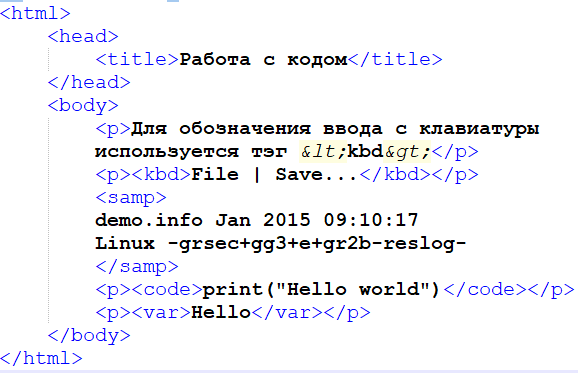 <html>
<head>
<title>Работа с кодом</title>
</head>
<body>
<p>Для обозначения ввода с клавиатуры
используется тэг &lt;kbd&gt;</p>
<p><kbd>File | Save...</kbd></p>
<samp>
demo.info Jan 2015 09:10:17
Linux -grsec+gg3+e+gr2b-reslog-
</samp>
<p><code>print("Hello world")</code></p>
<p><var>Hello</var></p>
</body>
</html>